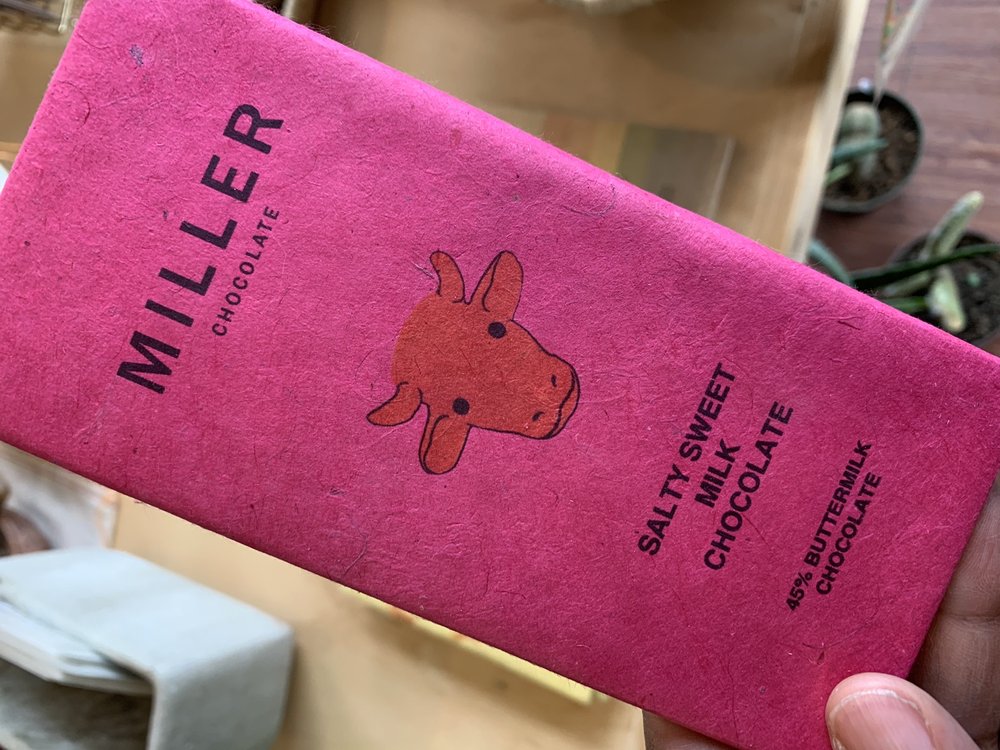 MILLER
CHOCOLATE
SALTY SWEET
MILK
CHOCOLATE
45% BUTTERMILK
CHOCOLATE